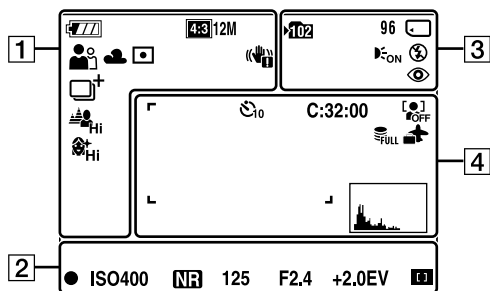 1
4:3 12M
102
96
3
ON
Hi
Hi
10
C:32:00
OFF
FULL
4
2
ISO400 NR 125 F2.4 +2.0EV